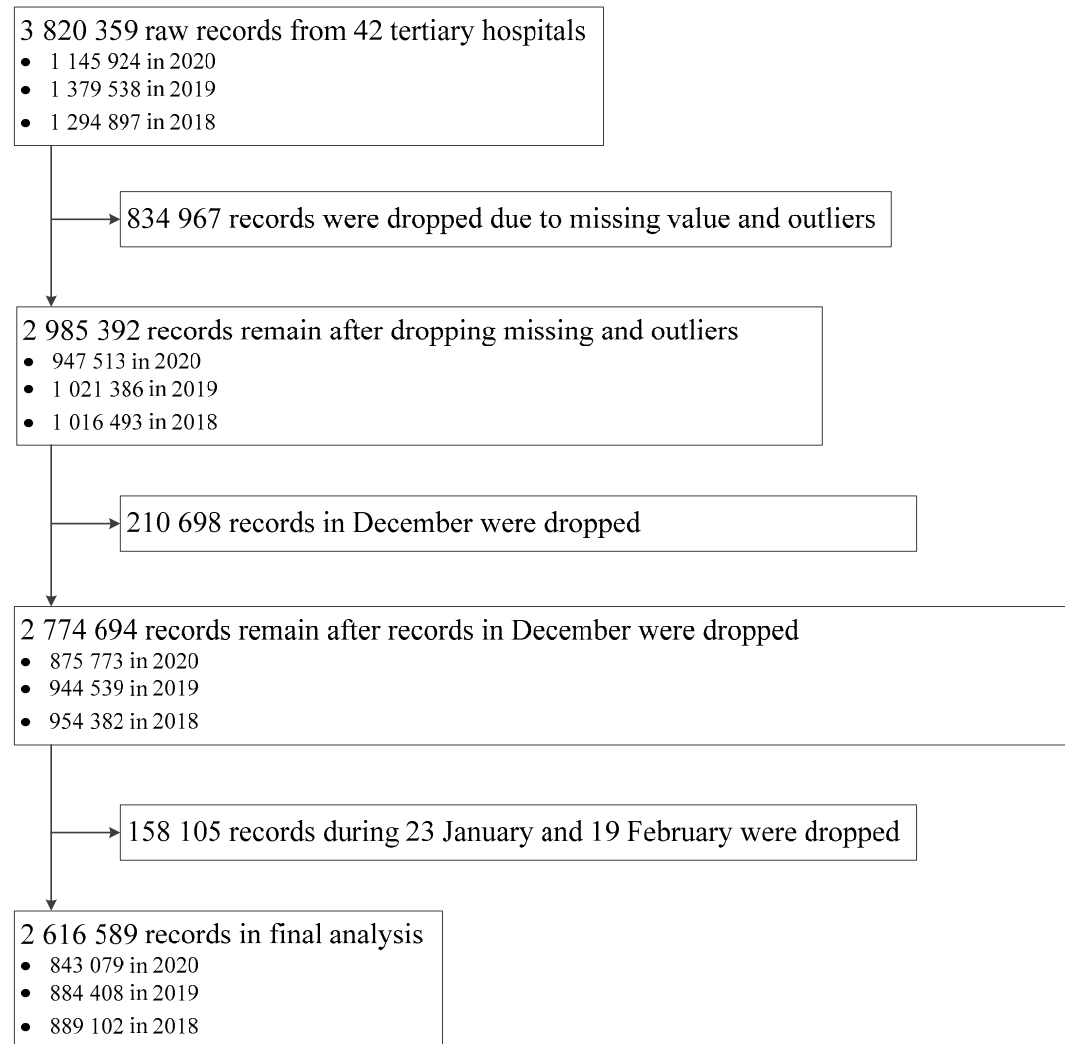 3 820 359 raw records from 42 tertiary hospitals
• 1 145 924 in 2020
• 1 379 538 in 2019
• 1 294 897 in 2018
834 967 records were dropped due to missing value and outliers
2 985 392 records remain after dropping missing and outliers
• 947 513 in 2020
• 1 021 386 in 2019
• 1 016 493 in 2018
210 698 records in December were dropped
2 774 694 records remain after records in December were dropped
• 875 773 in 2020
• 944 539 in 2019
• 954 382 in 2018
158 105 records during 23 January and 19 February were dropped
2 616 589 records in final analysis
• 843 079 in 2020
• 884 408 in 2019
• 889 102 in 2018